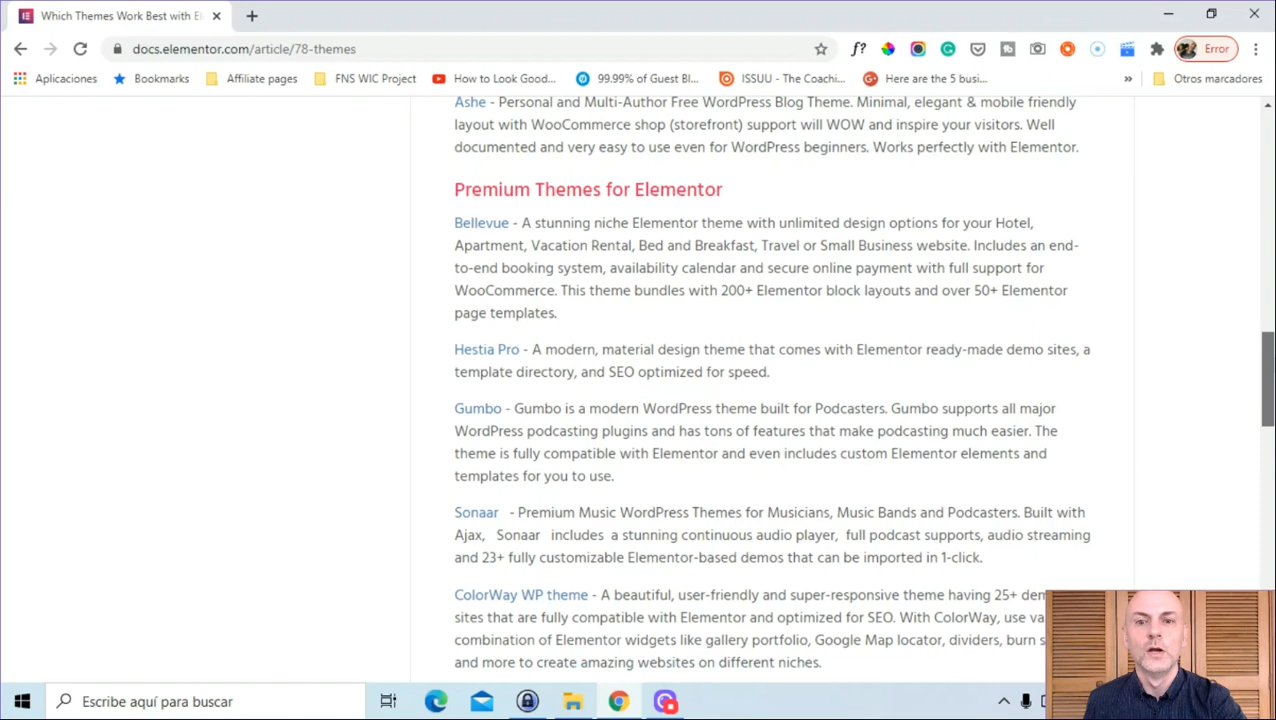 Which Themes Work Best with El
docs.elementor.com/article/78-themes
f?
Error
Aplicaciones
Bookmarks
Affiliate pages
FNS WIC Project
How to Look Good...
99.99% of Guest Bl...
ISSUU - The Coachi...
Here are the 5 busi...
»
Otros marcadores
Ashe - Personal and Multi-Author Free WordPress Blog Theme. Minimal, elegant & mobile friendly
layout with WooCommerce shop (storefront) support will WOW and inspire your visitors. Well
documented and very easy to use even for WordPress beginners. Works perfectly with Elementor.
Premium Themes for Elementor
Bellevue - A stunning niche Elementor theme with unlimited design options for your Hotel,
Apartment, Vacation Rental, Bed and Breakfast, Travel or Small Business website. Includes an end-
to-end booking system, availability calendar and secure online payment with full support for
WooCommerce. This theme bundles with 200+ Elementor block layouts and over 50+ Elementor
page templates.
Hestia Pro - A modern, material design theme that comes with Elementor ready-made demo sites, a
template directory, and SEO optimized for speed.
Gumbo - Gumbo is a modern WordPress theme built for Podcasters. Gumbo supports all major
WordPress podcasting plugins and has tons of features that make podcasting much easier. The
theme is fully compatible with Elementor and even includes custom Elementor elements and
templates for you to use.
Sonaar - Premium Music WordPress Themes for Musicians, Music Bands and Podcasters. Built with
Ajax, Sonaar includes a stunning continuous audio player, full podcast supports, audio streaming
and 23+ fully customizable Elementor-based demos that can be imported in 1-click.
ColorWay WP theme - A beautiful, user-friendly and super-responsive theme having 25+ dem
sites that are fully compatible with Elementor and optimized for SEO. With ColorWay, use va
combination of Elementor widgets like gallery portfolio, Google Map locator, dividers, burn s
and more to create amazing websites on different niches.
Escribe aquí para buscar